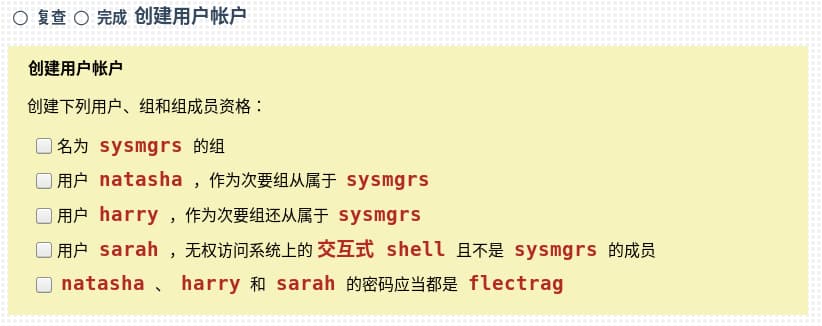 复查 完成 创建用户帐户
创建用户帐户
创建下列用户、组和组成员资格：
名为 sysmgrs 的组
用户 natasha ，作为次要组从属于 sysmgrs
用户 harry ，作为次要组还从属于 sysmgrs
用户 sarah ，无权访问系统上的 交互式 shell 且不是 sysmgrs 的成员
natasha 、 harry 和 sarah 的密码应当都是 flectrag